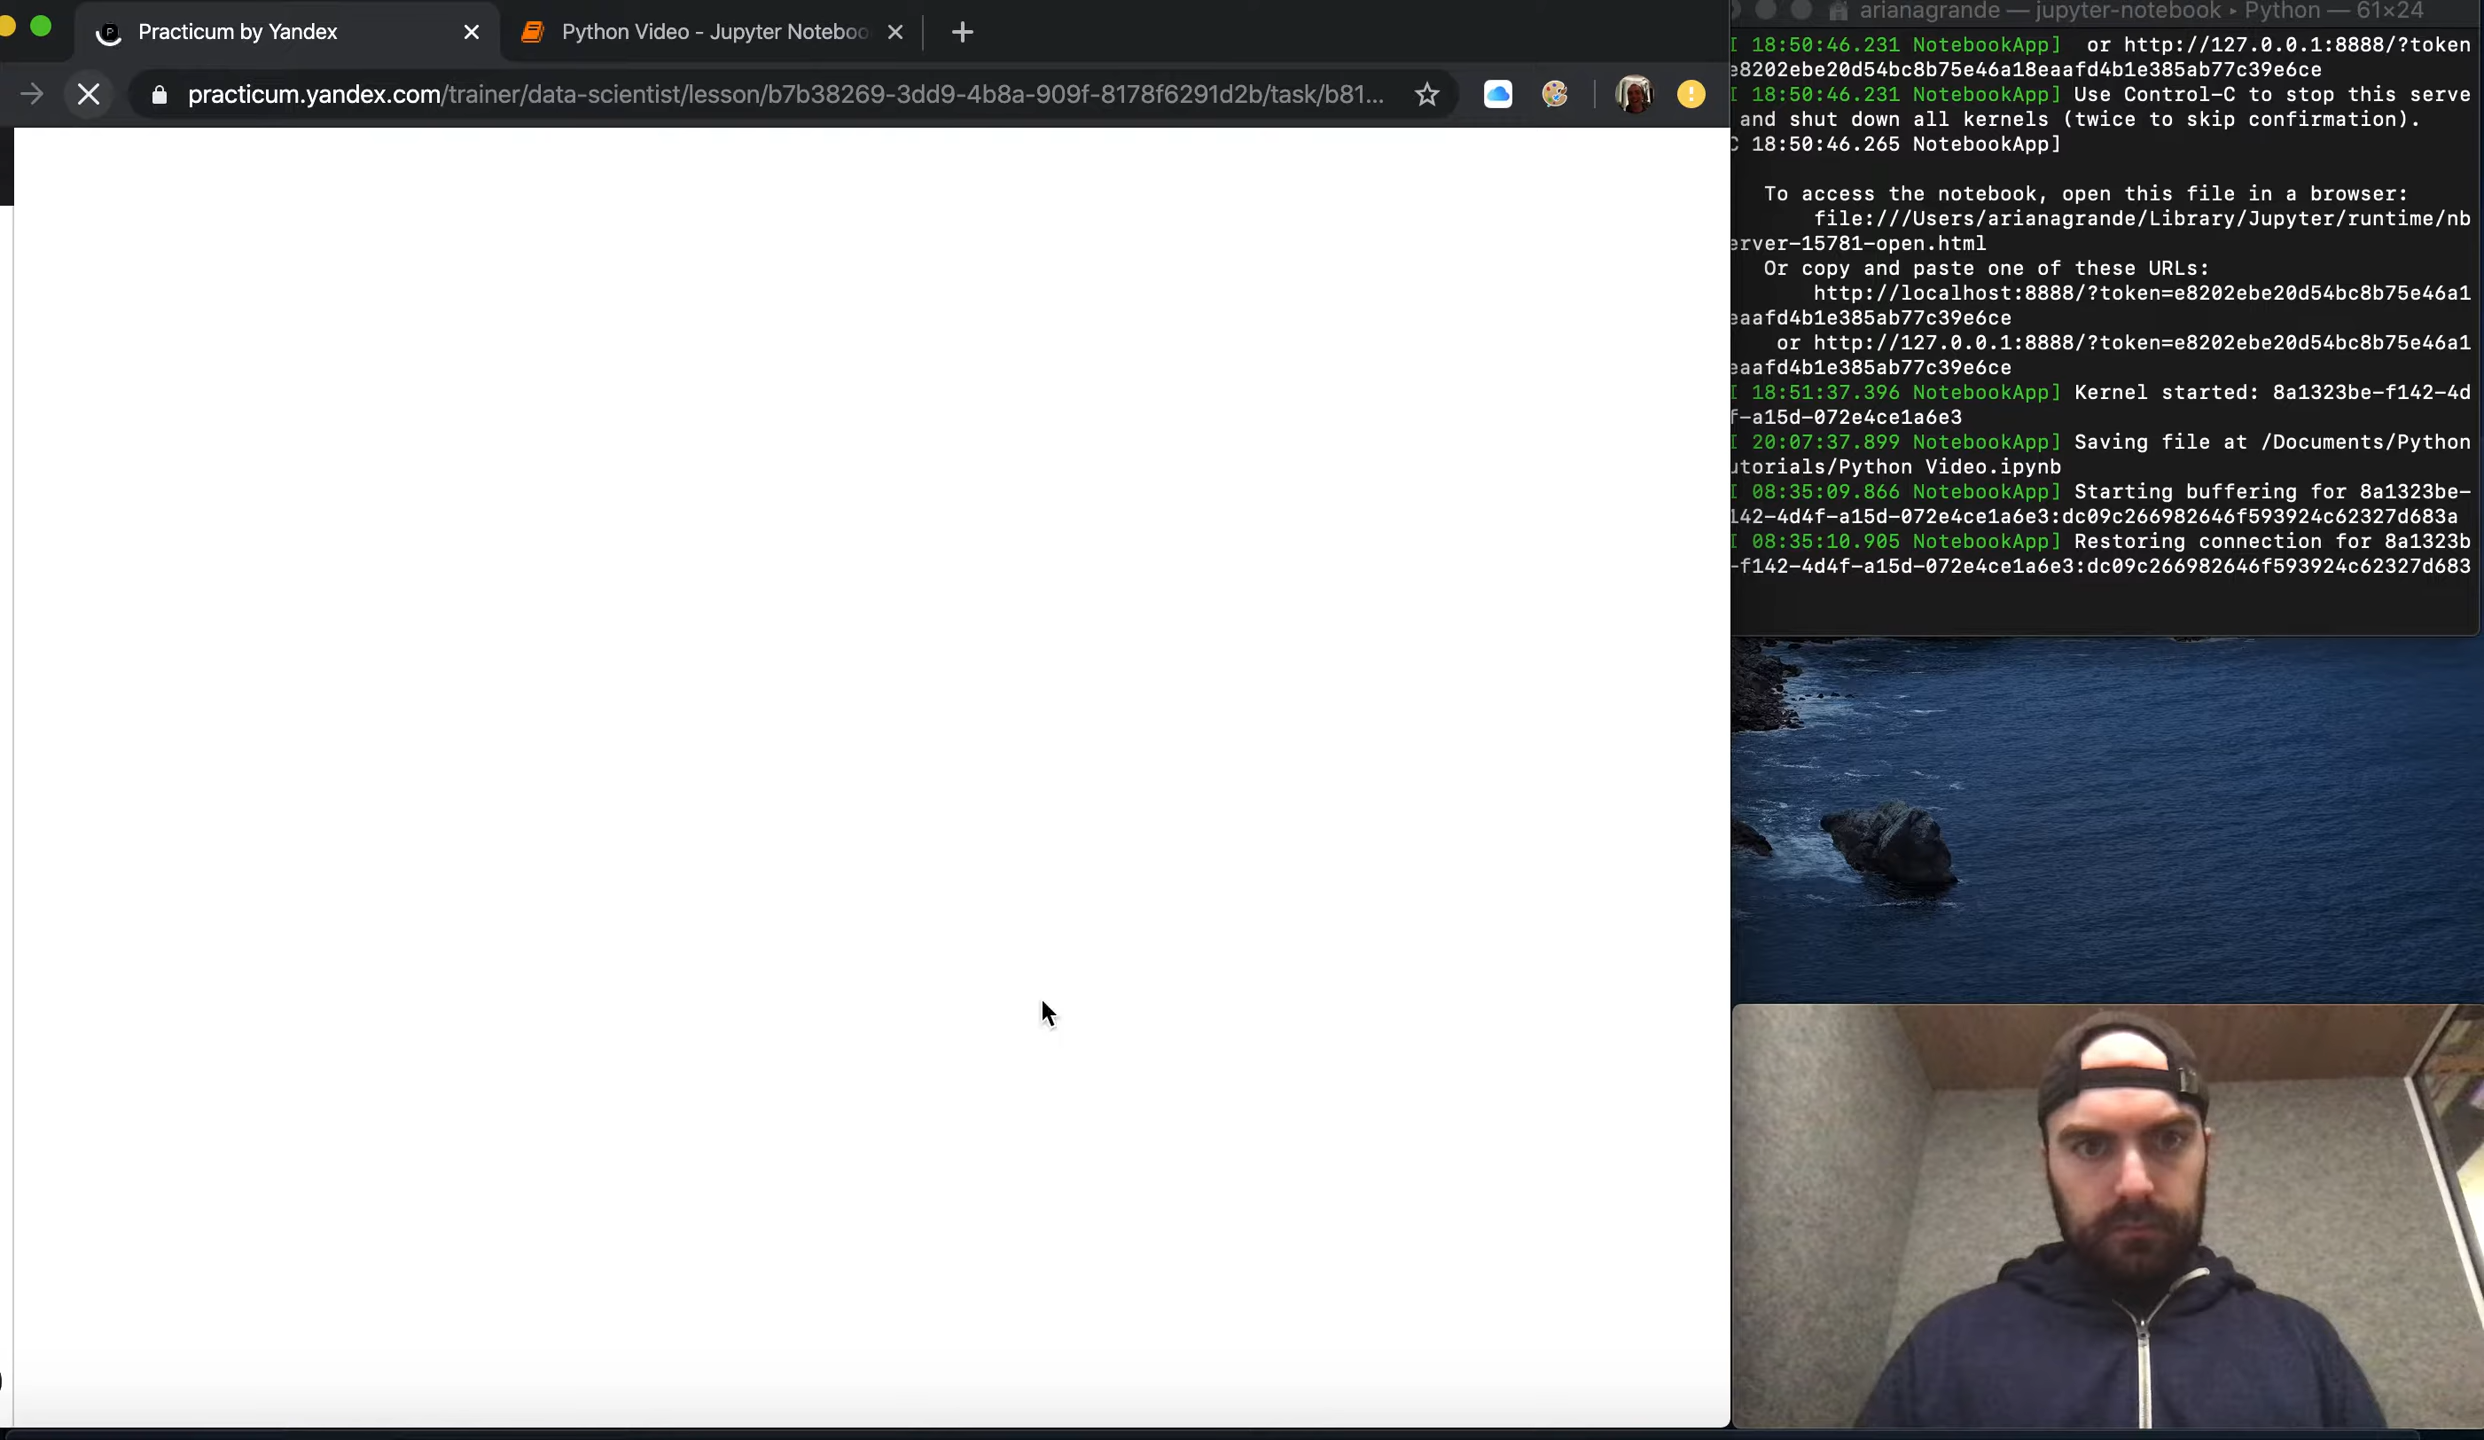 Practicum by Yandex
Python Video - Jupyter Noteboo
practicum.yandex.com/trainer/data-scientist/lesson/b7b38269-3dd9-4b8a-909f-8178f6291d2b/task/b81...
arianagrande — jupyter-notebook ▸ Python — 61×24
I 18:50:46.231 NotebookApp]  or http://127.0.0.1:8888/?token
e8202ebe20d54bc8b75e46a18eaafd4b1e385ab77c39e6ce
I 18:50:46.231 NotebookApp] Use Control-C to stop this serve
and shut down all kernels (twice to skip confirmation).
C 18:50:46.265 NotebookApp]
To access the notebook, open this file in a browser:
file:///Users/arianagrande/Library/Jupyter/runtime/nb
erver-15781-open.html
Or copy and paste one of these URLs:
http://localhost:8888/?token=e8202ebe20d54bc8b75e46a1
eaafd4b1e385ab77c39e6ce
or http://127.0.0.1:8888/?token=e8202ebe20d54bc8b75e46a1
eaafd4b1e385ab77c39e6ce
I 18:51:37.396 NotebookApp] Kernel started: 8a1323be-f142-4d
f-a15d-072e4ce1a6e3
I 20:07:37.899 NotebookApp] Saving file at /Documents/Python
utorials/Python Video.ipynb
I 08:35:09.866 NotebookApp] Starting buffering for 8a1323be-
142-4d4f-a15d-072e4ce1a6e3:dc09c266982646f593924c62327d683a
I 08:35:10.905 NotebookApp] Restoring connection for 8a1323b
-f142-4d4f-a15d-072e4ce1a6e3:dc09c266982646f593924c62327d683